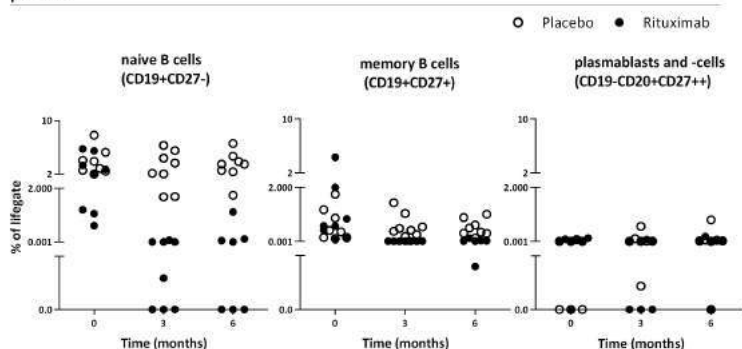 Placebo Rituximab
naive B cells
(CD19+CD27-)
memory B cells
(CD19+CD27+)
plasmablasts and -cells
(CD19-CD20+CD27++)
% of lifegate
10
2
2.000
0.001
0.0
0 3 6
Time (months)
10
2
2.000
0.001
0.0
0 3 6
Time (months)
10
2
2.000
0.001
0.0
0 3 6
Time (months)